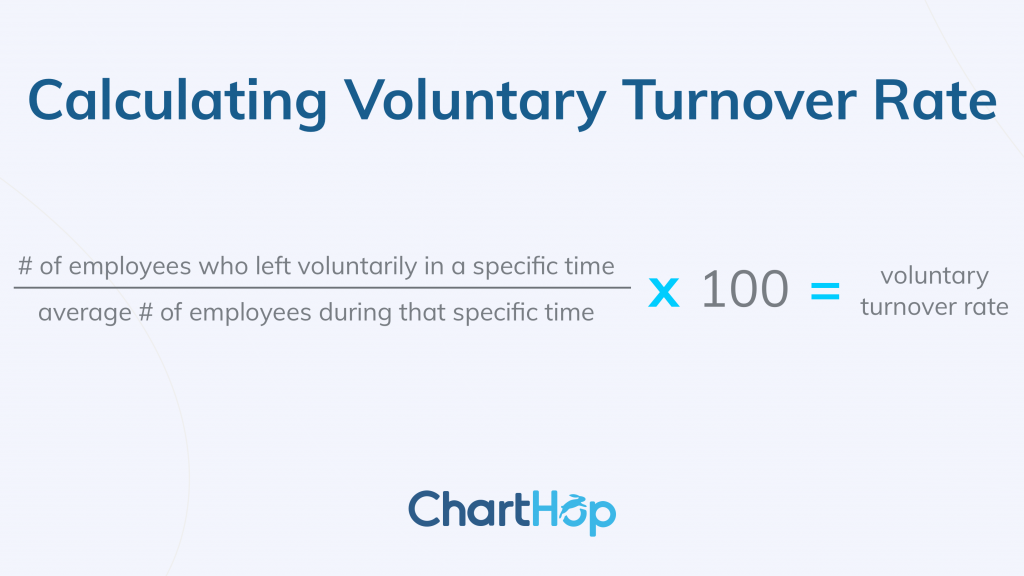 Calculating Voluntary Turnover Rate
# of employees who left voluntarily in a specific time
average # of employees during that specific time
x 100 =
voluntary
turnover rate
ChartHop